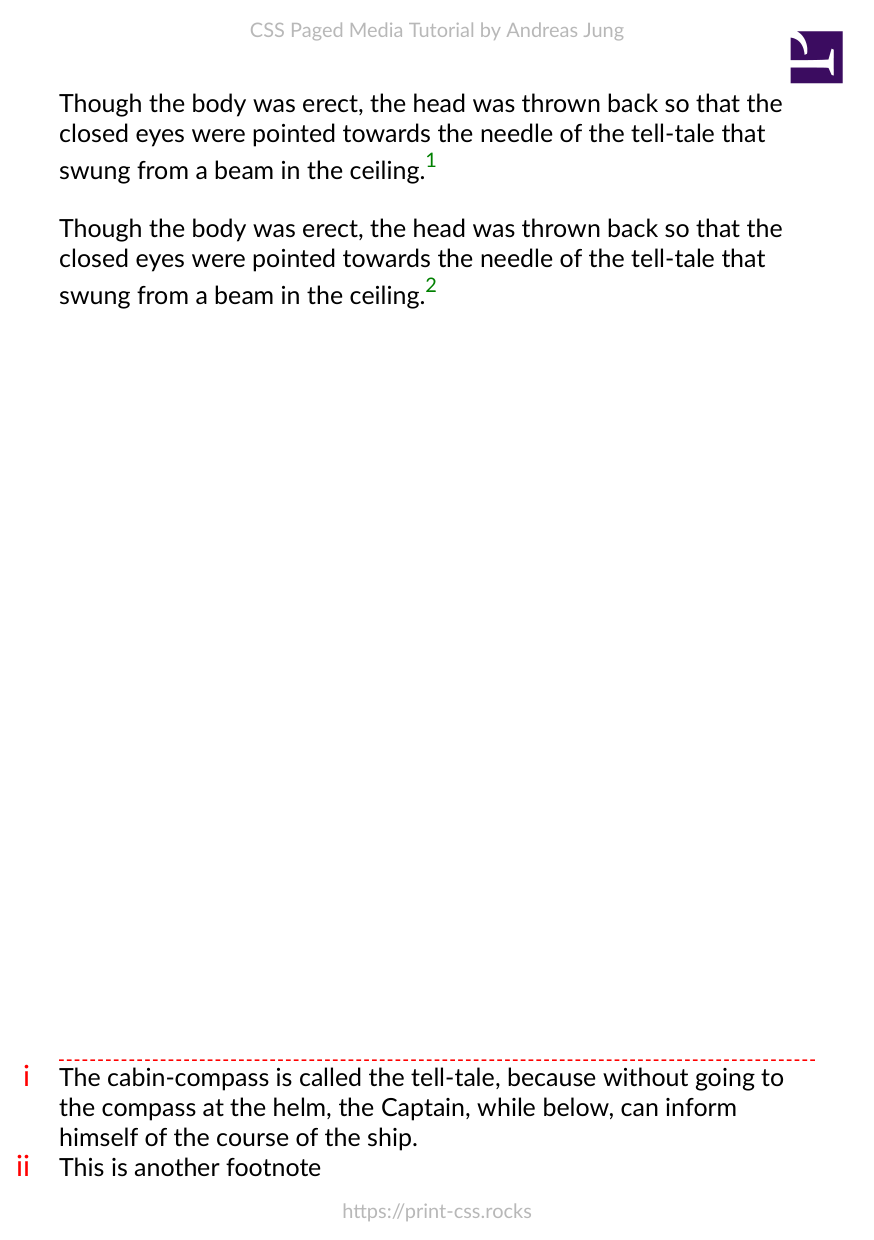 CSS Paged Media Tutorial by Andreas Jung
Though the body was erect, the head was thrown back so that the
closed eyes were pointed towards the needle of the tell-tale that
swung from a beam in the ceiling.1
Though the body was erect, the head was thrown back so that the
closed eyes were pointed towards the needle of the tell-tale that
swung from a beam in the ceiling.2
i The cabin-compass is called the tell-tale, because without going to
the compass at the helm, the Captain, while below, can inform
himself of the course of the ship.
ii This is another footnote
https://print-css.rocks